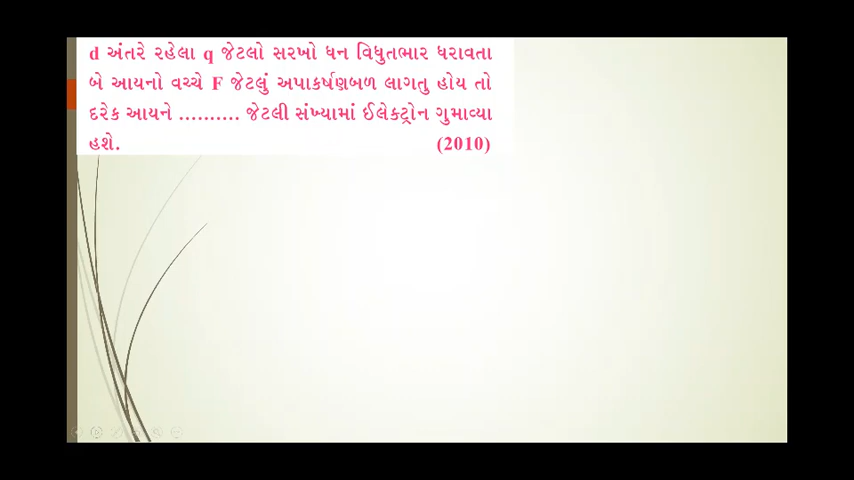 d અંતરે રહેલા q જેટલો સરખો ધન વિધુતભાર ધરાવતા
બે આયનો વચ્ચે F જેટલું અપાકર્ષણબળ લાગતુ હોય તો
દરેક આયને .......... જેટલી સંખ્યામાં ઈલેક્ટ્રોન ગુમાવ્યા
હશે. (2010)